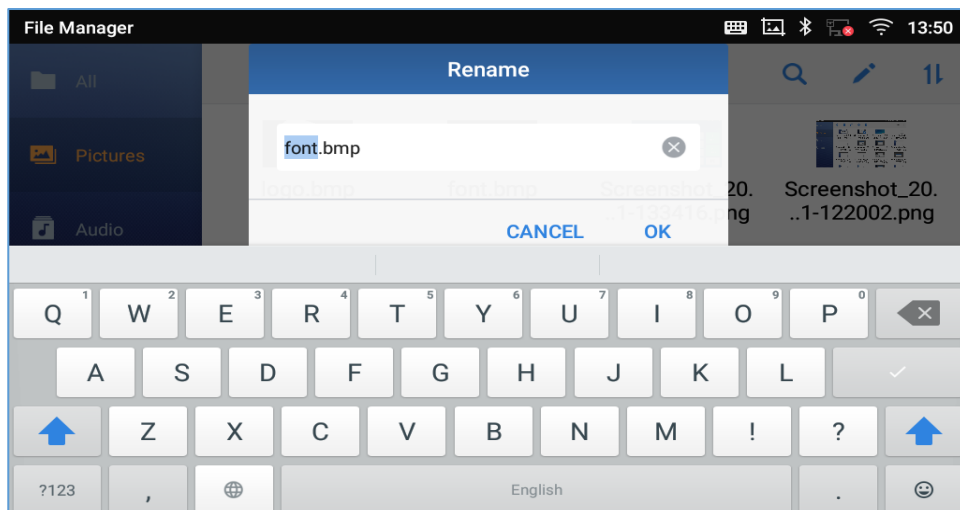 File Manager 13:50
Rename
All
1
Pictures
font.bmp
Audio
logo.bmp font.bmp Screenshot_20. Screenshot_20.
..1-133416.png ..1-122002.png
CANCEL OK
Q 1 W 2 E 3 R 4 T 5 Y 6 U 7 I 8 O 9 P 0
A S D F G H J K L
Z X C V B N M ! ?
?123 , English .